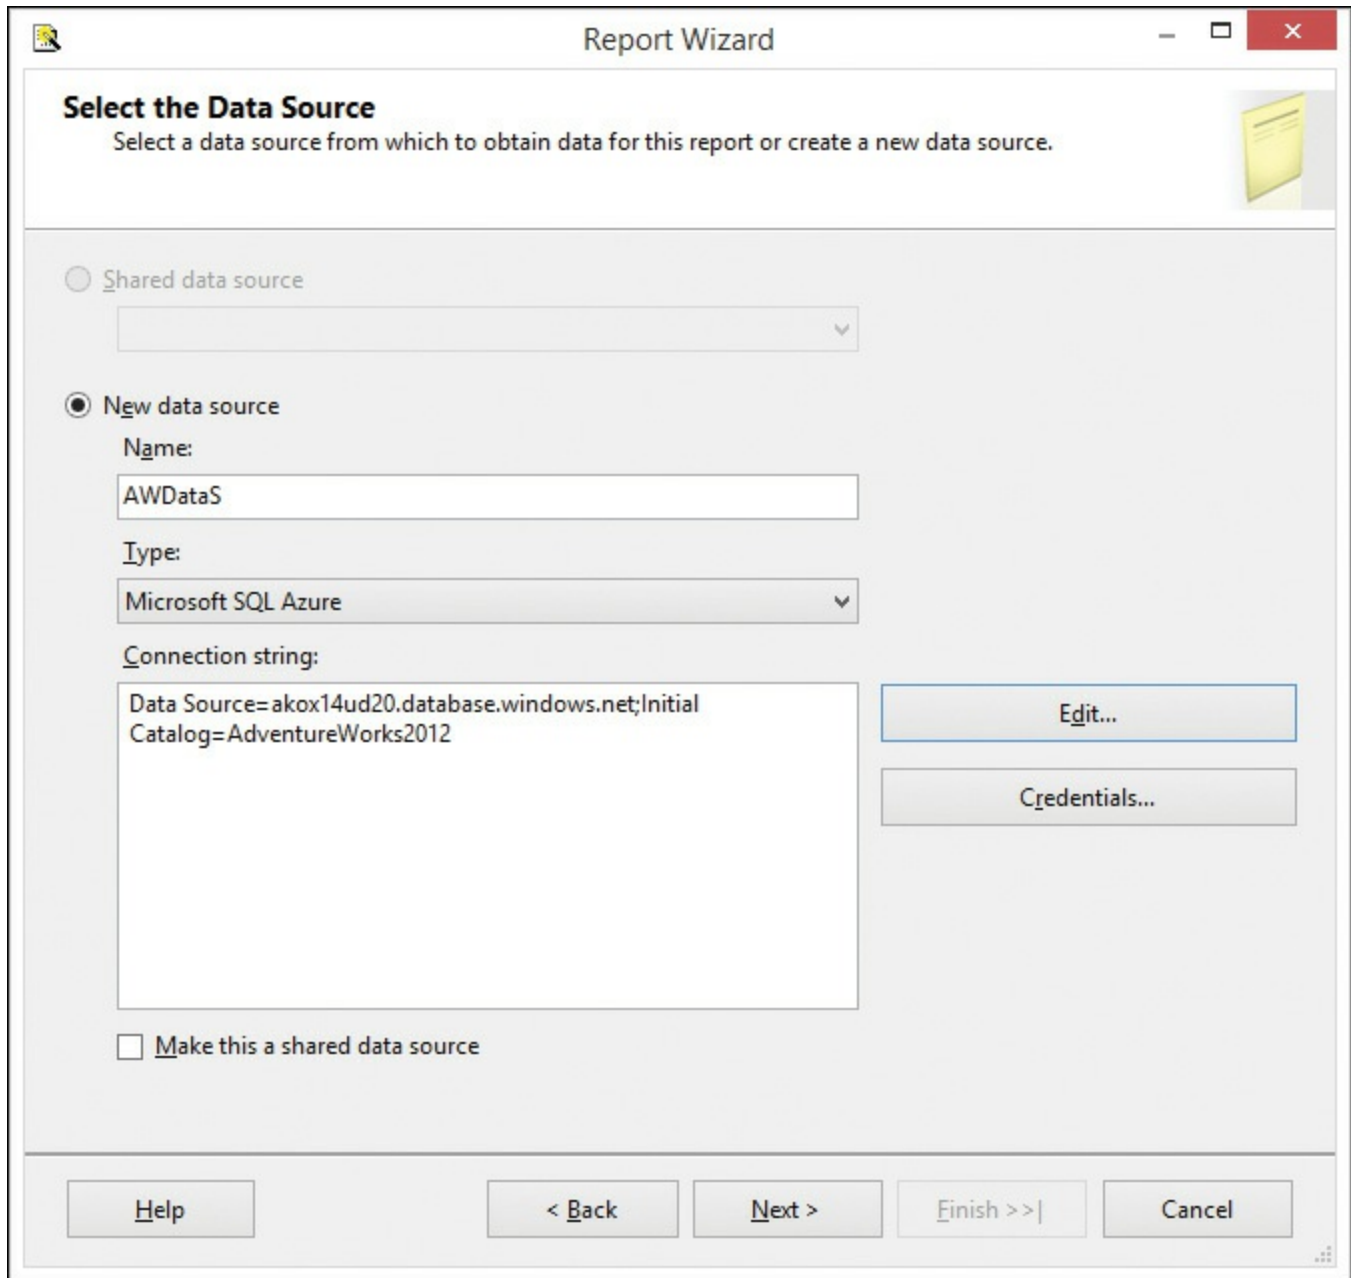 Report Wizard
Select the Data Source
Select a data source from which to obtain data for this report or create a new data source.
Shared data source
New data source
Name:
AWDataS
Type:
Microsoft SQL Azure
Connection string:
Data Source=akox14ud20.database.windows.net;Initial
Catalog=AdventureWorks2012
Edit...
Credentials...
Make this a shared data source
Help
< Back
Next >
Finish >>|
Cancel